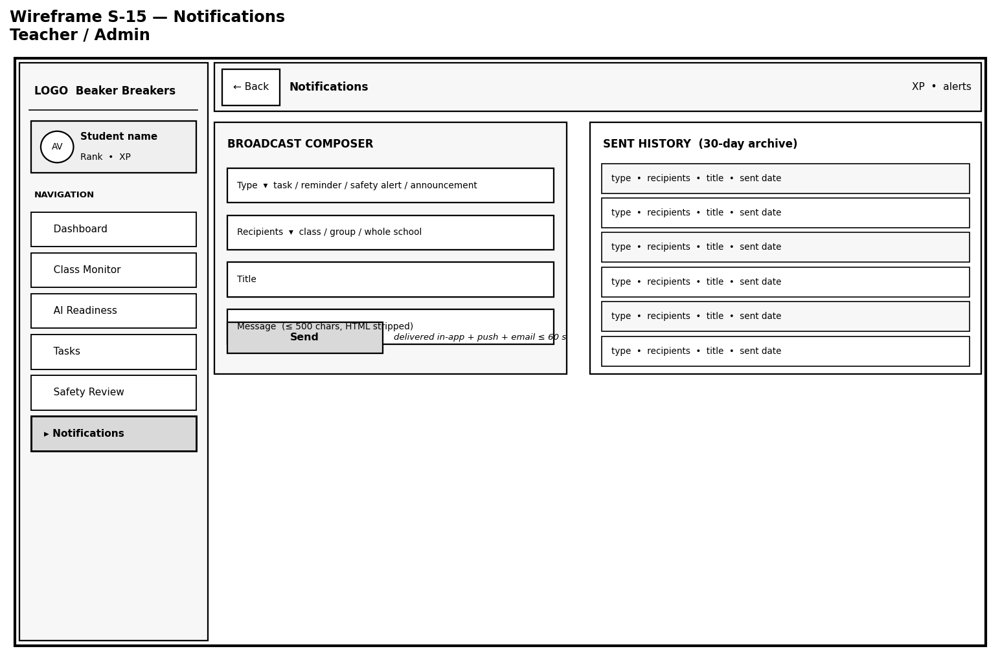 Wireframe S-15 — Notifications
Teacher / Admin
LOGO  Beaker Breakers
AV
Student name
Rank  •  XP
NAVIGATION
Dashboard
Class Monitor
AI Readiness
Tasks
Safety Review
▸ Notifications
← Back
Notifications
XP  •  alerts
BROADCAST COMPOSER
Type  ▾  task / reminder / safety alert / announcement
Recipients  ▾  class / group / whole school
Title
Message  (≤ 500 chars, HTML stripped)
Send
delivered in-app + push + email ≤ 60 s
SENT HISTORY  (30-day archive)
type  •  recipients  •  title  •  sent date
type  •  recipients  •  title  •  sent date
type  •  recipients  •  title  •  sent date
type  •  recipients  •  title  •  sent date
type  •  recipients  •  title  •  sent date
type  •  recipients  •  title  •  sent date